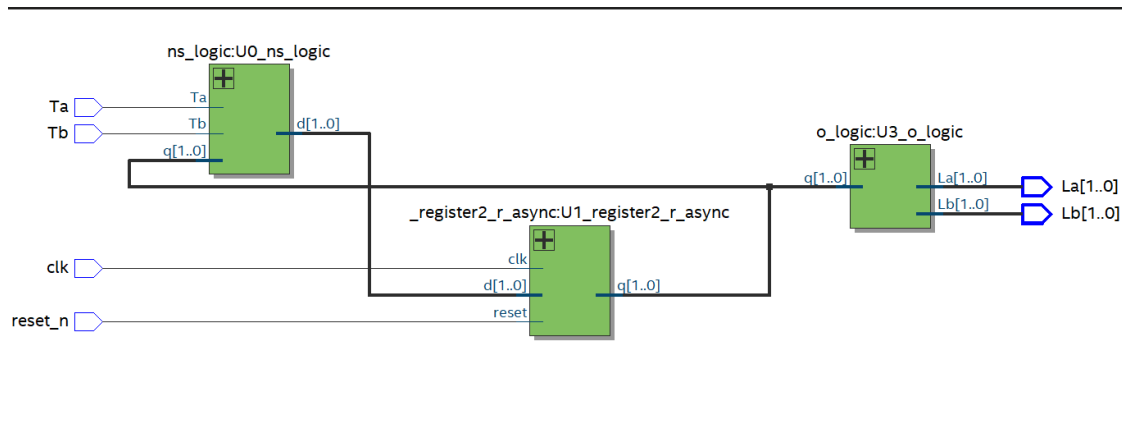 ns_logic:U0_ns_logic
Ta
Ta
Tb
Tb
d[1..0]
q[1..0]
o_logic:U3_o_logic
q[1..0]
La[1..0]
La[1..0]
Lb[1..0]
Lb[1..0]
_register2_r_async:U1_register2_r_async
clk
clk
d[1..0]
q[1..0]
reset_n
reset